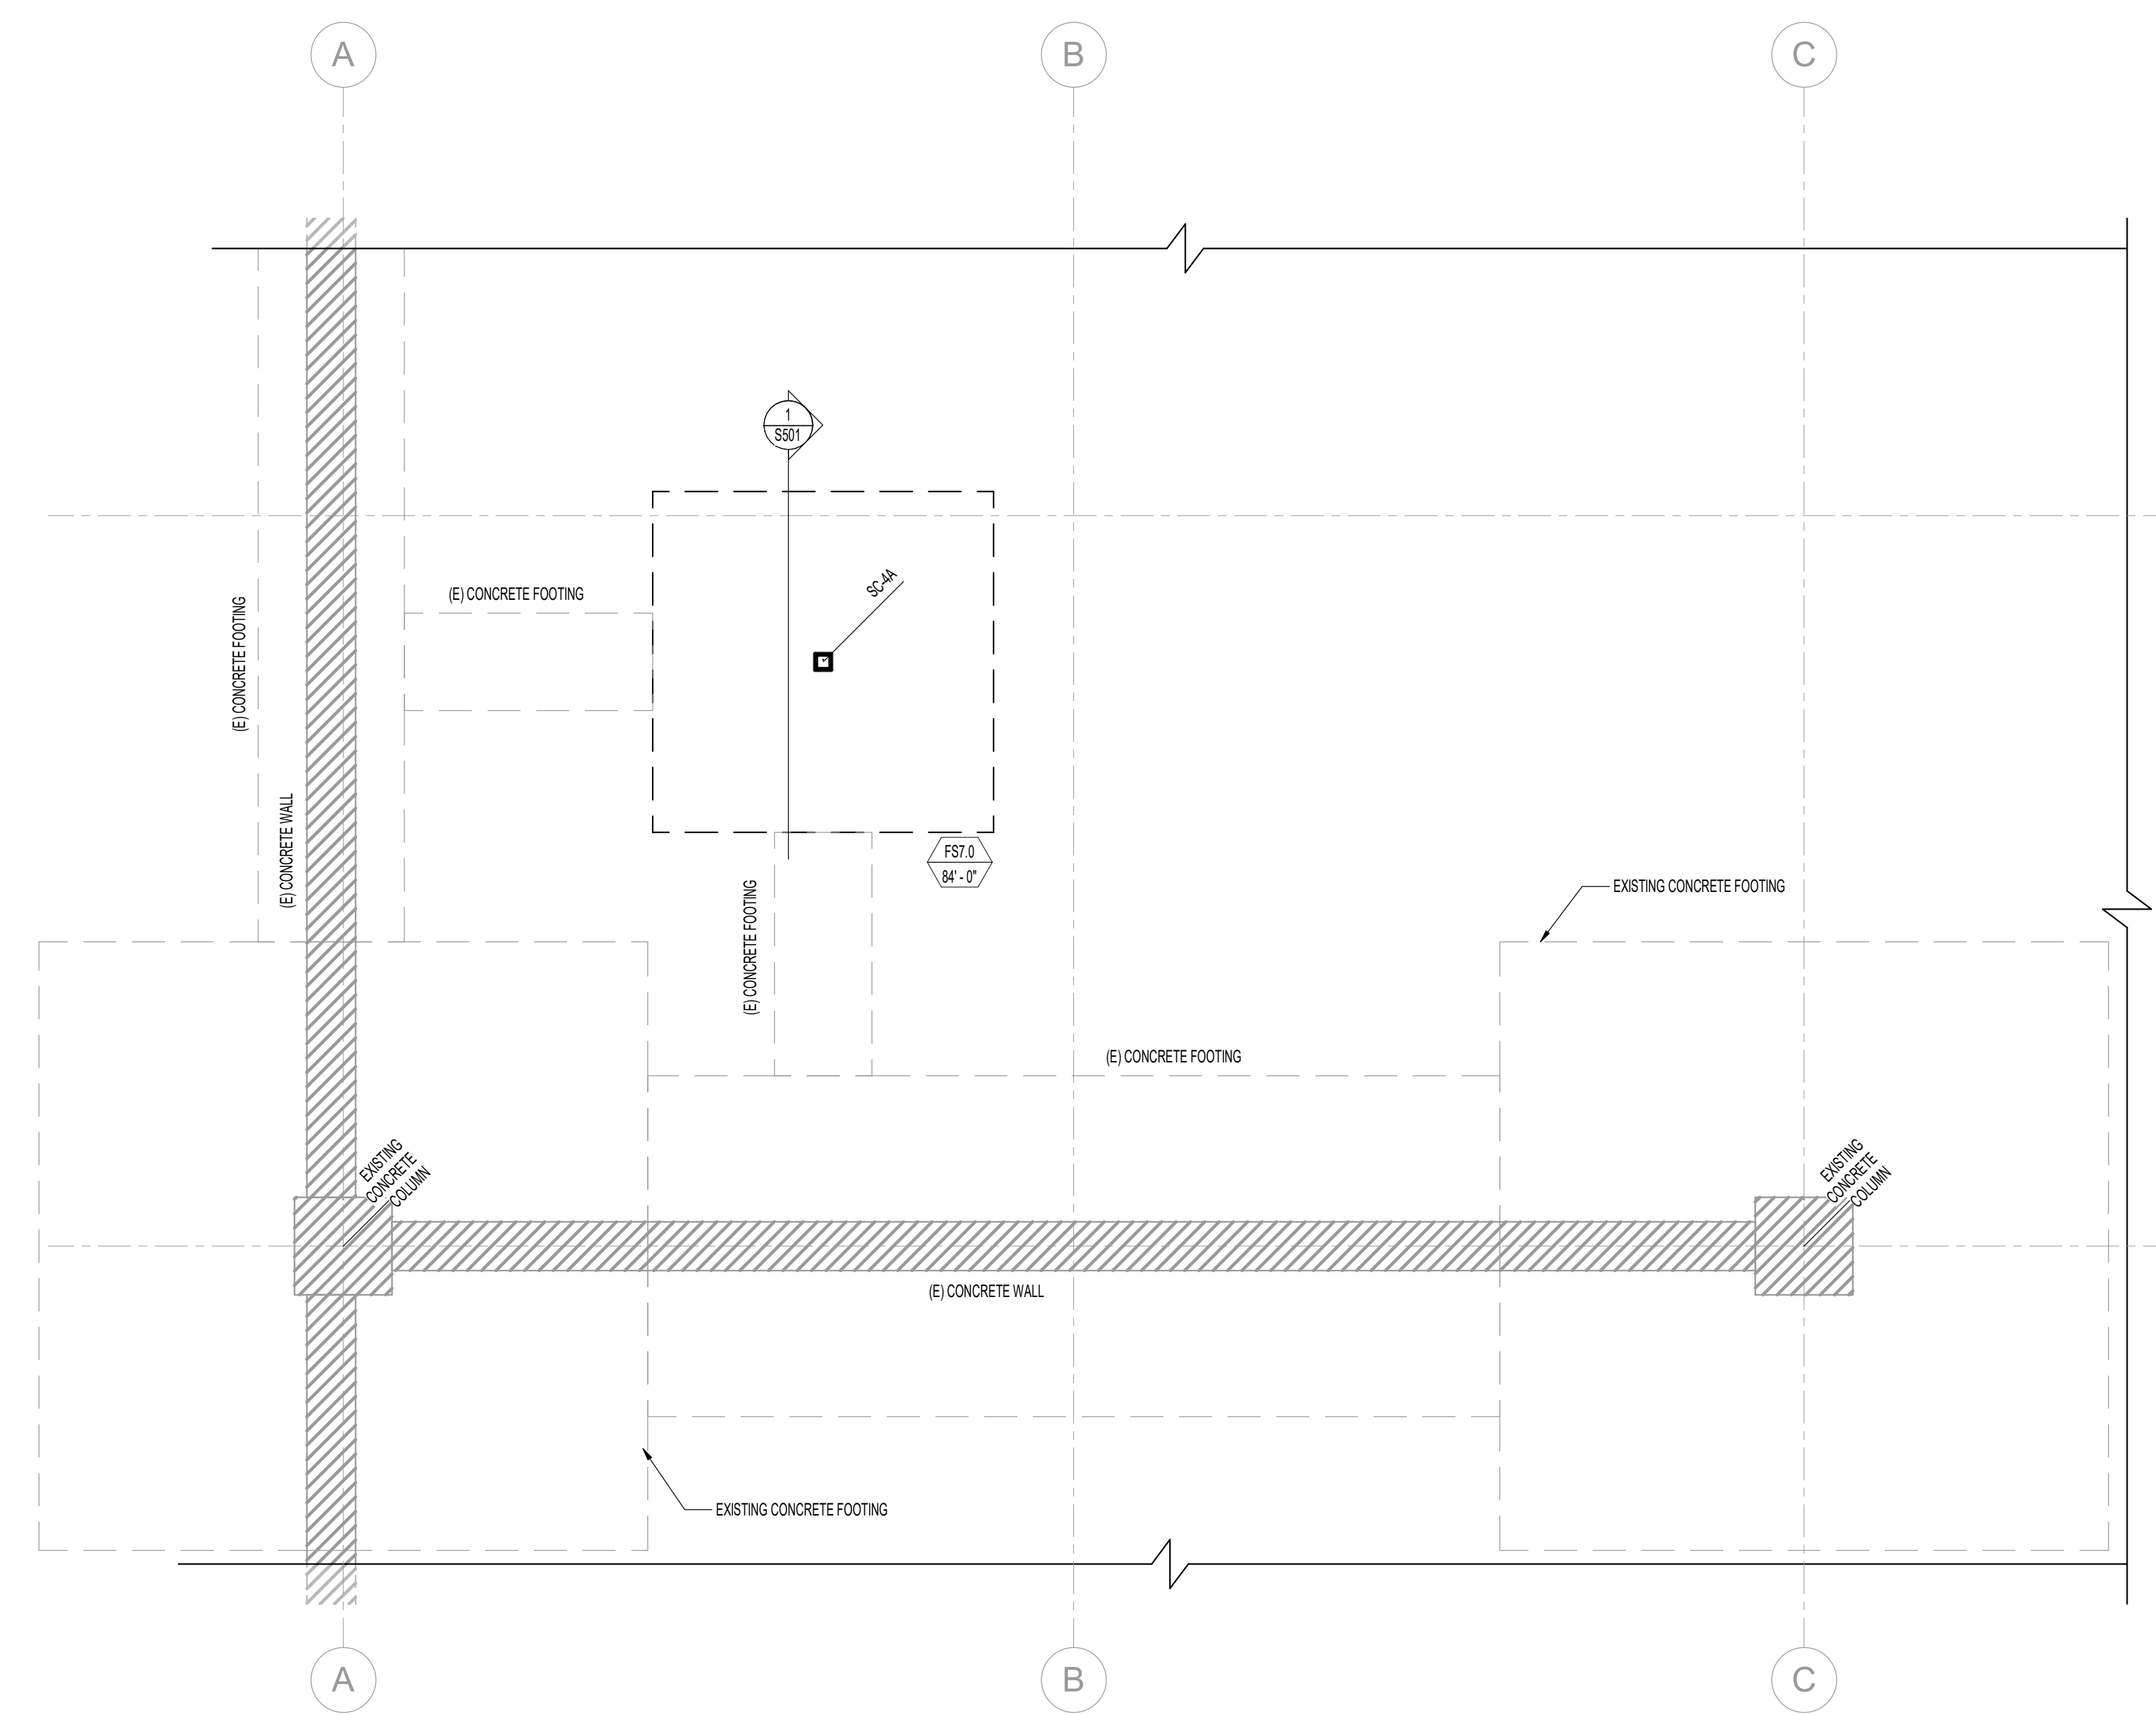 A
B
C
1
S501
SC-4A
(E) CONCRETE FOOTING
(E) CONCRETE FOOTING
(E) CONCRETE WALL
FS7.0
84' - 0"
(E) CONCRETE FOOTING
EXISTING CONCRETE FOOTING
(E) CONCRETE FOOTING
EXISTING
CONCRETE
COLUMN
EXISTING
CONCRETE
COLUMN
(E) CONCRETE WALL
EXISTING CONCRETE FOOTING
A
B
C